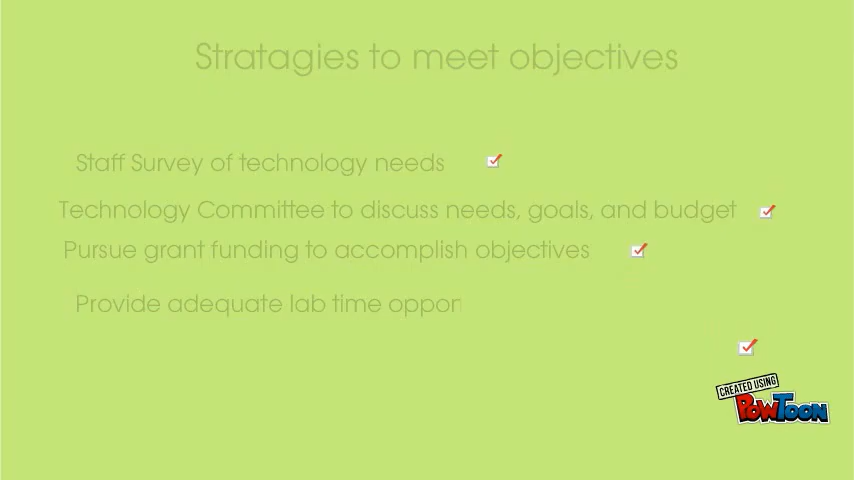 Stratagies to meet objectives
Staff Survey of technology needs
Technology Committee to discuss needs, goals, and budget
Pursue grant funding to accomplish objectives
Provide adequate lab time oppor
CREATED USING
POWTOON